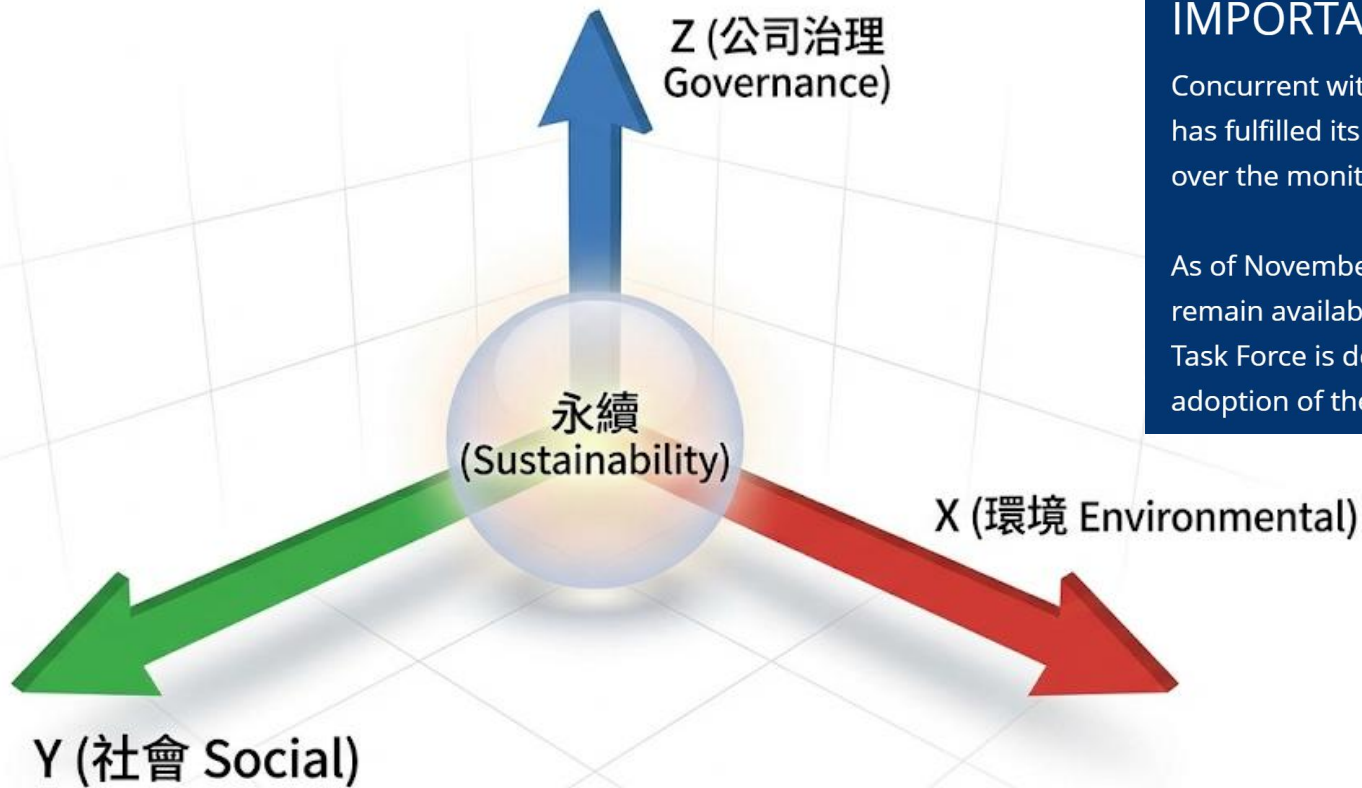 Z (公司治理
Governance)
永續
(Sustainability)
X (環境 Environmental)
Y (社會 Social)
Concurrent
has fulfilled its
over the
As of
remain
Task Force is
adoption of